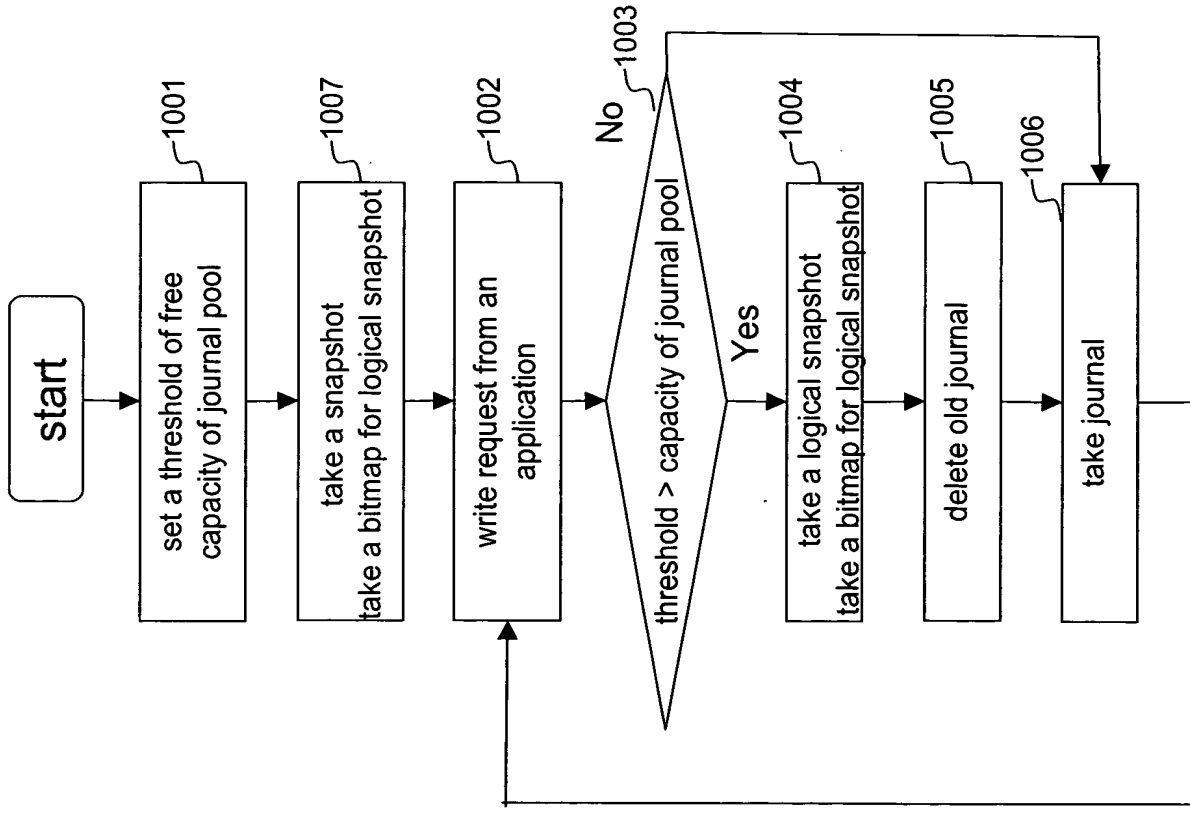 start
set a threshold of free
capacity of journal pool
1001
take a snapshot
take a bitmap for logical snapshot
1007
write request from an
application
1002
threshold > capacity of journal pool
No
1003
Yes
take a logical snapshot
take a bitmap for logical snapshot
1004
delete old journal
1005
take journal
1006